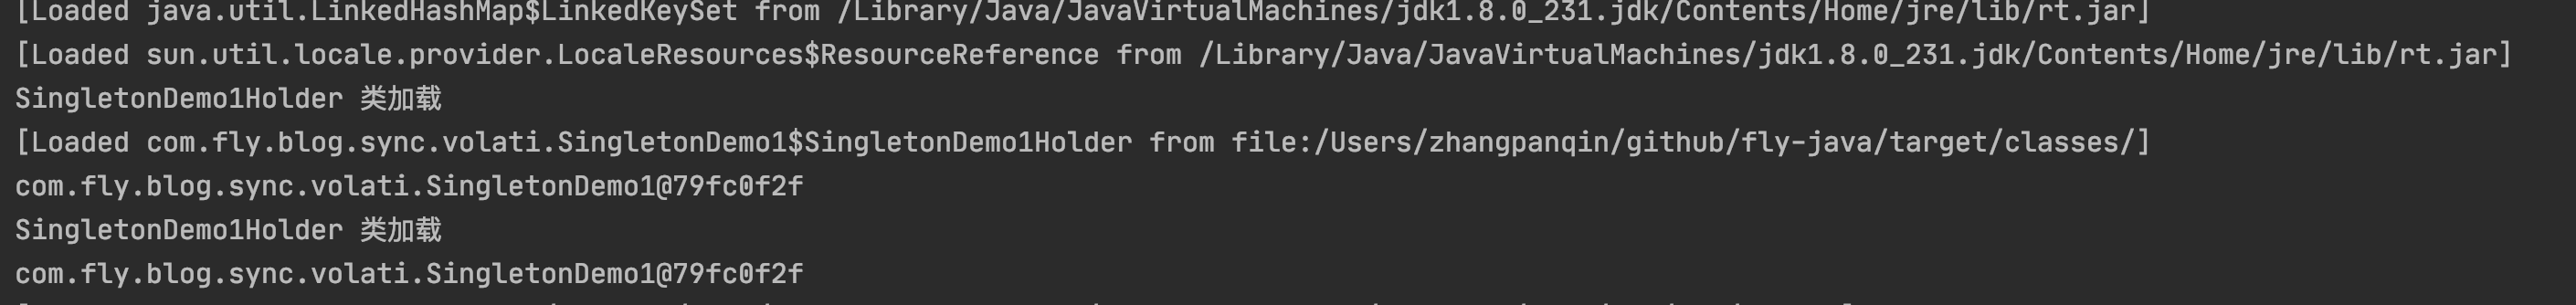 [Loaded java.util.LinkedHashMap$LinkedKeySet from /Library/Java/JavaVirtualMachines/jdk1.8.0_231.jdk/Contents/Home/jre/lib/rt.jar]
[Loaded sun.util.locale.provider.LocaleResources$ResourceReference from /Library/Java/JavaVirtualMachines/jdk1.8.0_231.jdk/Contents/Home/jre/lib/rt.jar]
SingletonDemo1Holder 类加载
[Loaded com.fly.blog.sync.volati.SingletonDemo1$SingletonDemo1Holder from file:/Users/zhangpanqin/github/fly-java/target/classes/]
com.fly.blog.sync.volati.SingletonDemo1@79fc0f2f
SingletonDemo1Holder 类加载
com.fly.blog.sync.volati.SingletonDemo1@79fc0f2f